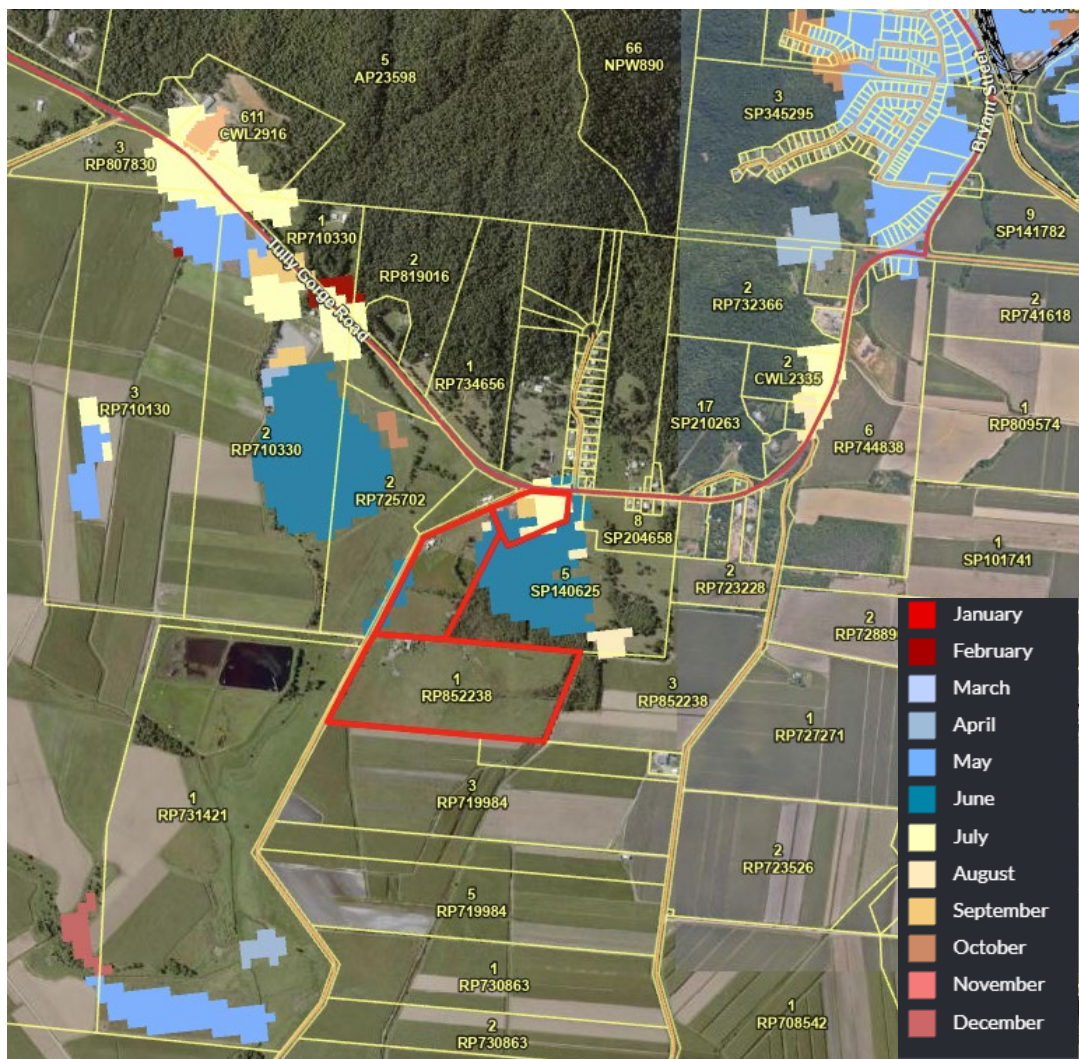 66
NPW890
5
AP23598
611
CWL2916
3
RP807830
3
SP345295
Bryant Street
1
RP710330
9
SP141782
Tully Gorge Road
2
RP819016
2
RP732366
2
RP741618
1
RP734656
2
CWL2335
3
RP710130
17
SP210263
1
RP809574
6
RP744838
2
RP710330
2
RP725702
8
SP204658
1
SP101741
5
SP140625
2
RP723228
2
RP72889
1
RP852238
3
RP852238
1
RP727271
3
RP719984
1
RP731421
2
RP723526
5
RP719984
1
RP730863
1
RP708542
2
RP730863
January
February
March
April
May
June
July
August
September
October
November
December